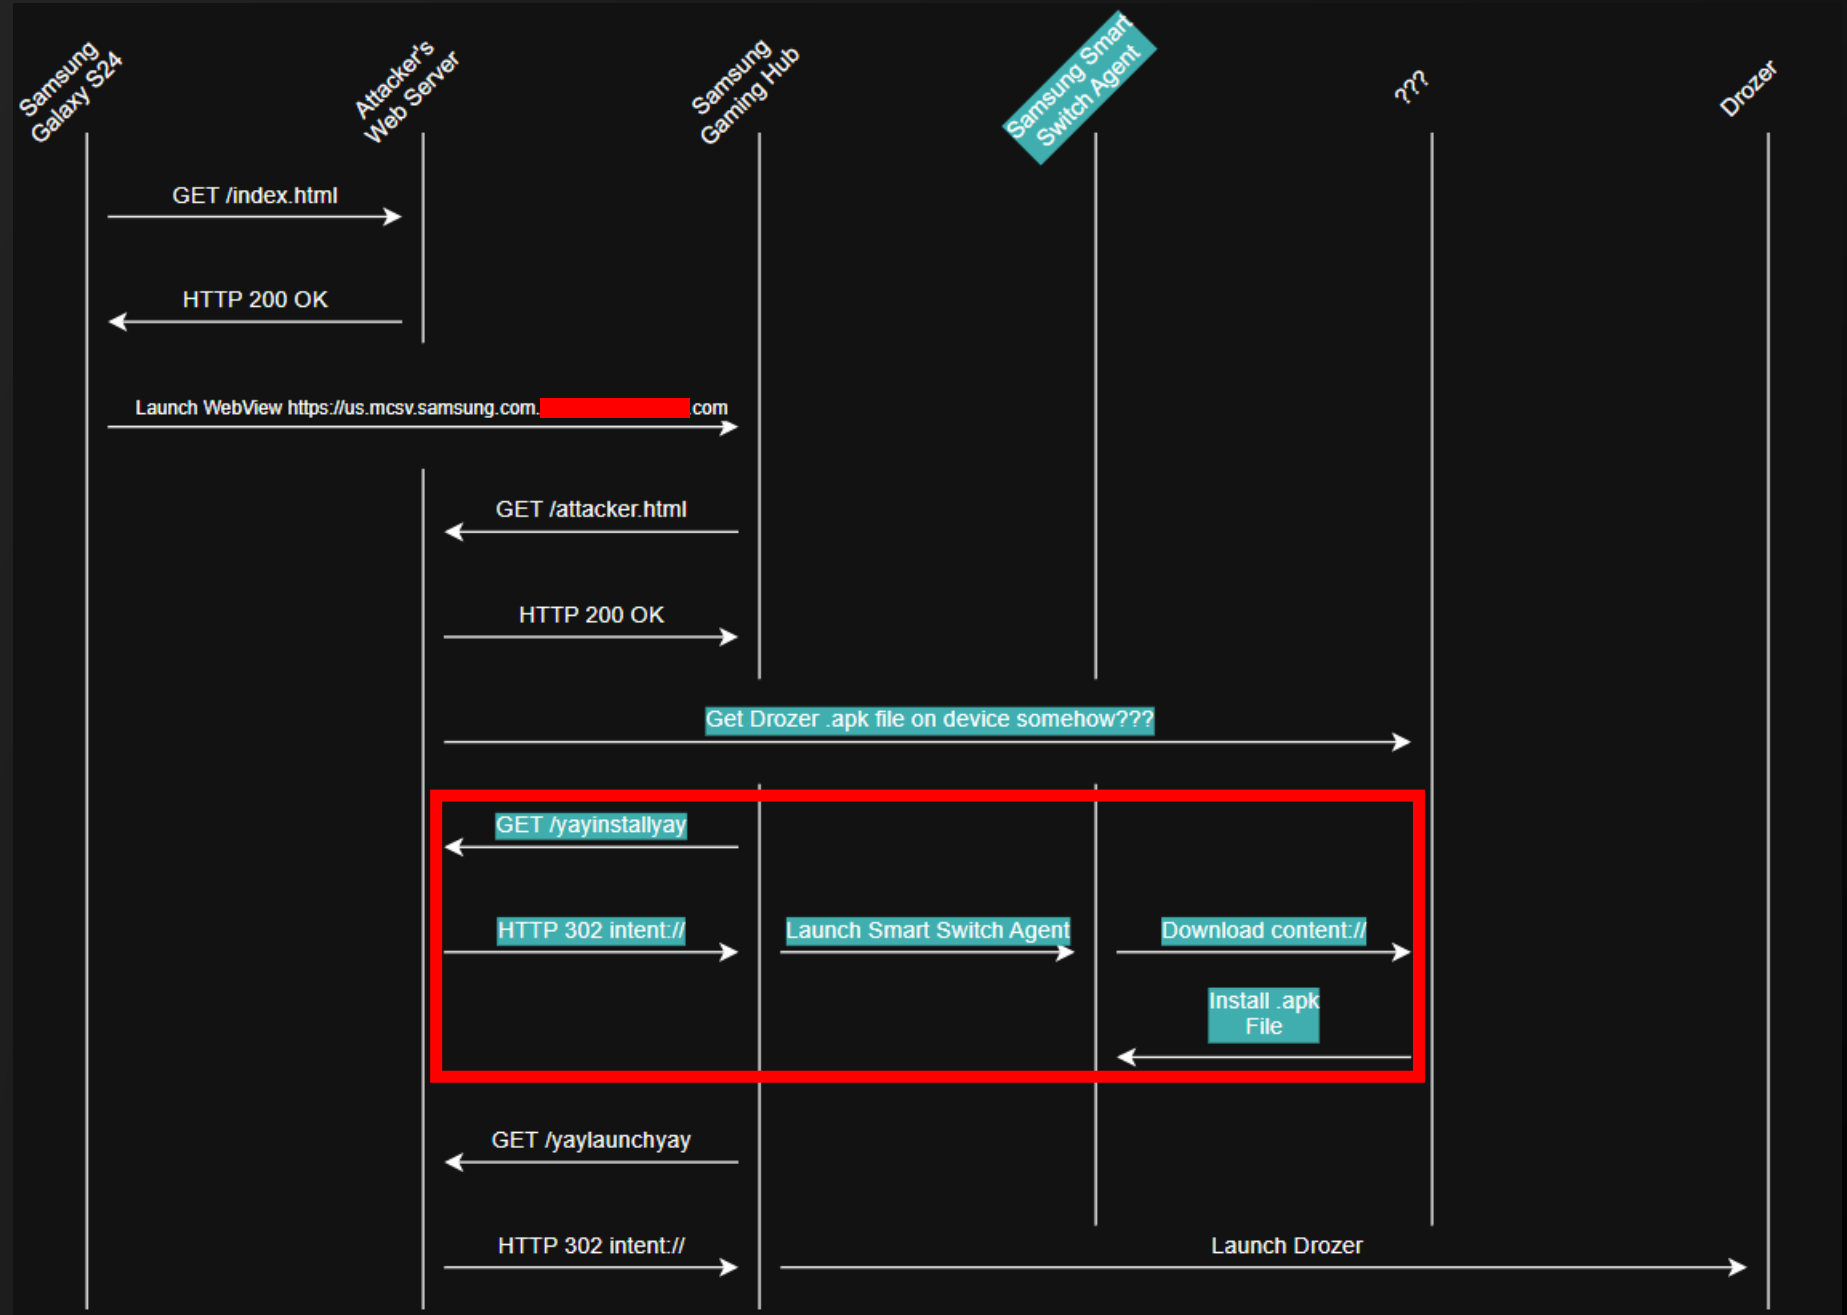 Samsung
Galaxy S24
Attacker's
Web Server
Samsung
Gaming Hub
Samsung Smart
Switch Agent
???
Drozer
GET /index.html
HTTP 200 OK
Launch WebView https://us.mcsv.samsung.com. .com
GET /attacker.html
HTTP 200 OK
Get Drozer .apk file on device somehow???
GET /yayinstallyay
HTTP 302 intent://
Launch Smart Switch Agent
Download content://
Install .apk
File
GET /yaylaunchyay
HTTP 302 intent://
Launch Drozer